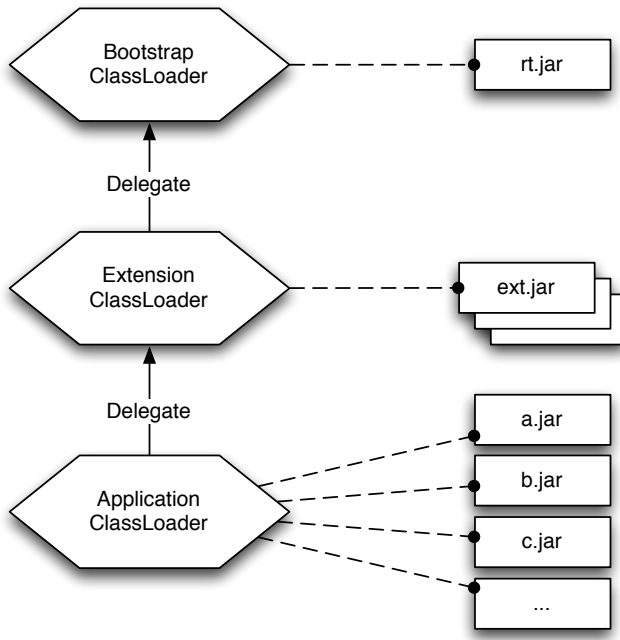 Bootstrap
ClassLoader
rt.jar
Delegate
Extension
ClassLoader
ext.jar
Delegate
a.jar
Application
ClassLoader
b.jar
c.jar
...